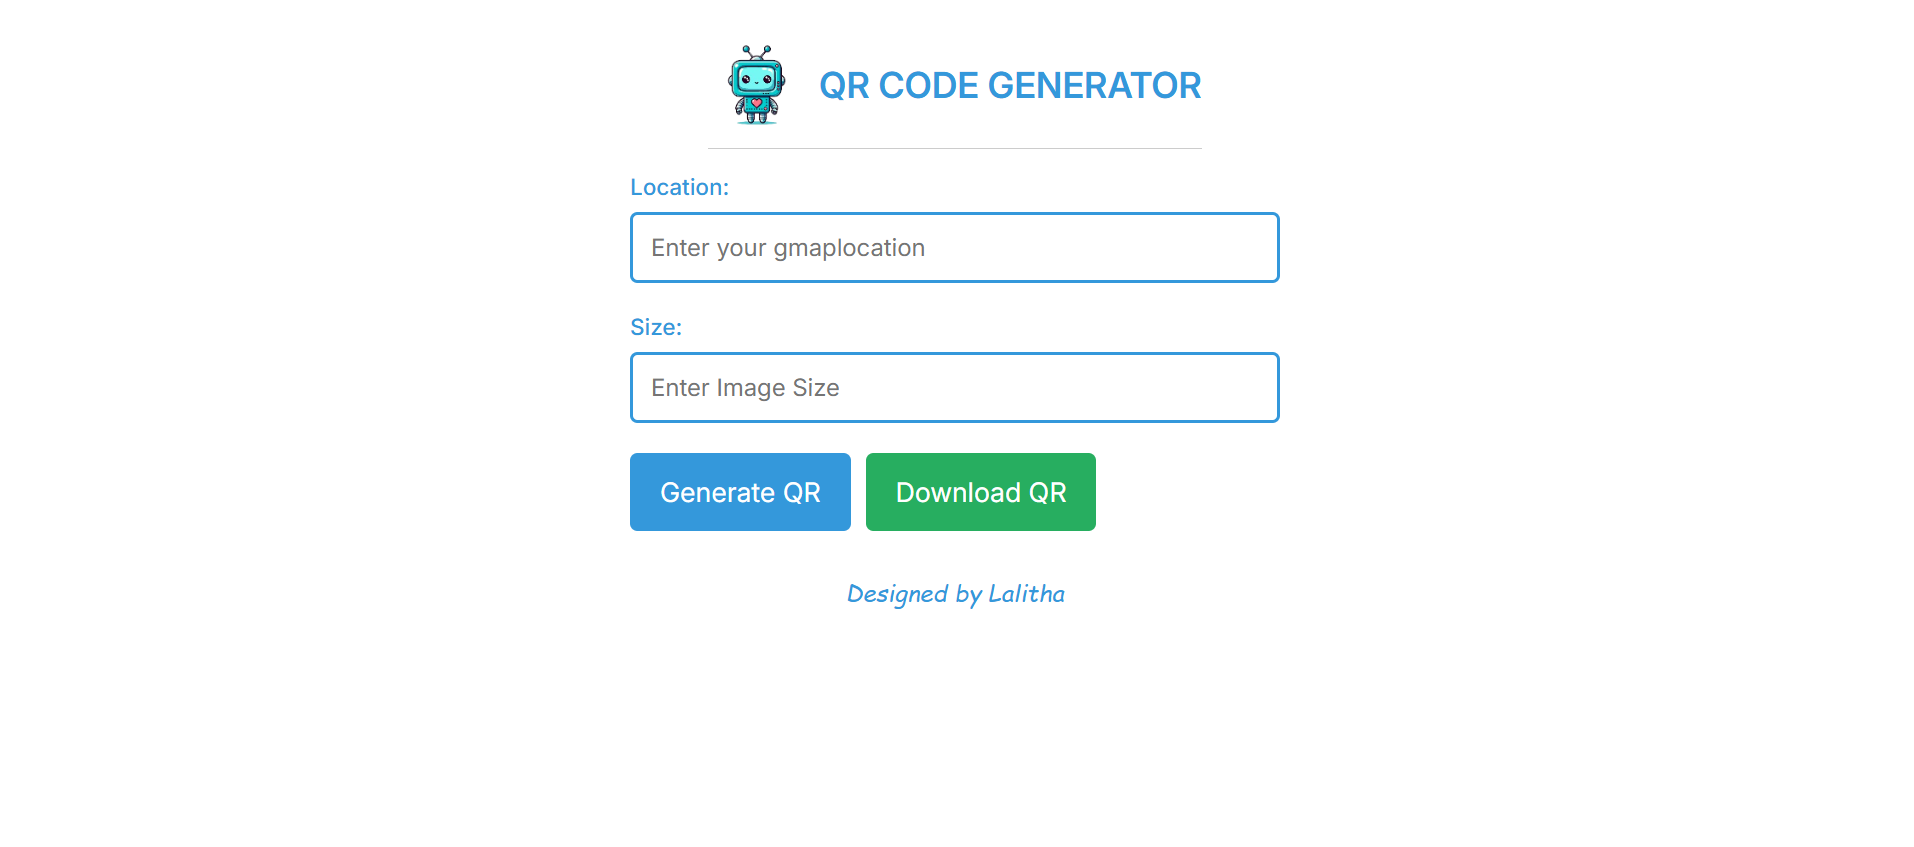 QR CODE GENERATOR
Location:
Enter your gmaplocation
Size:
Enter Image Size
Generate QR Download QR
Designed by Lalitha